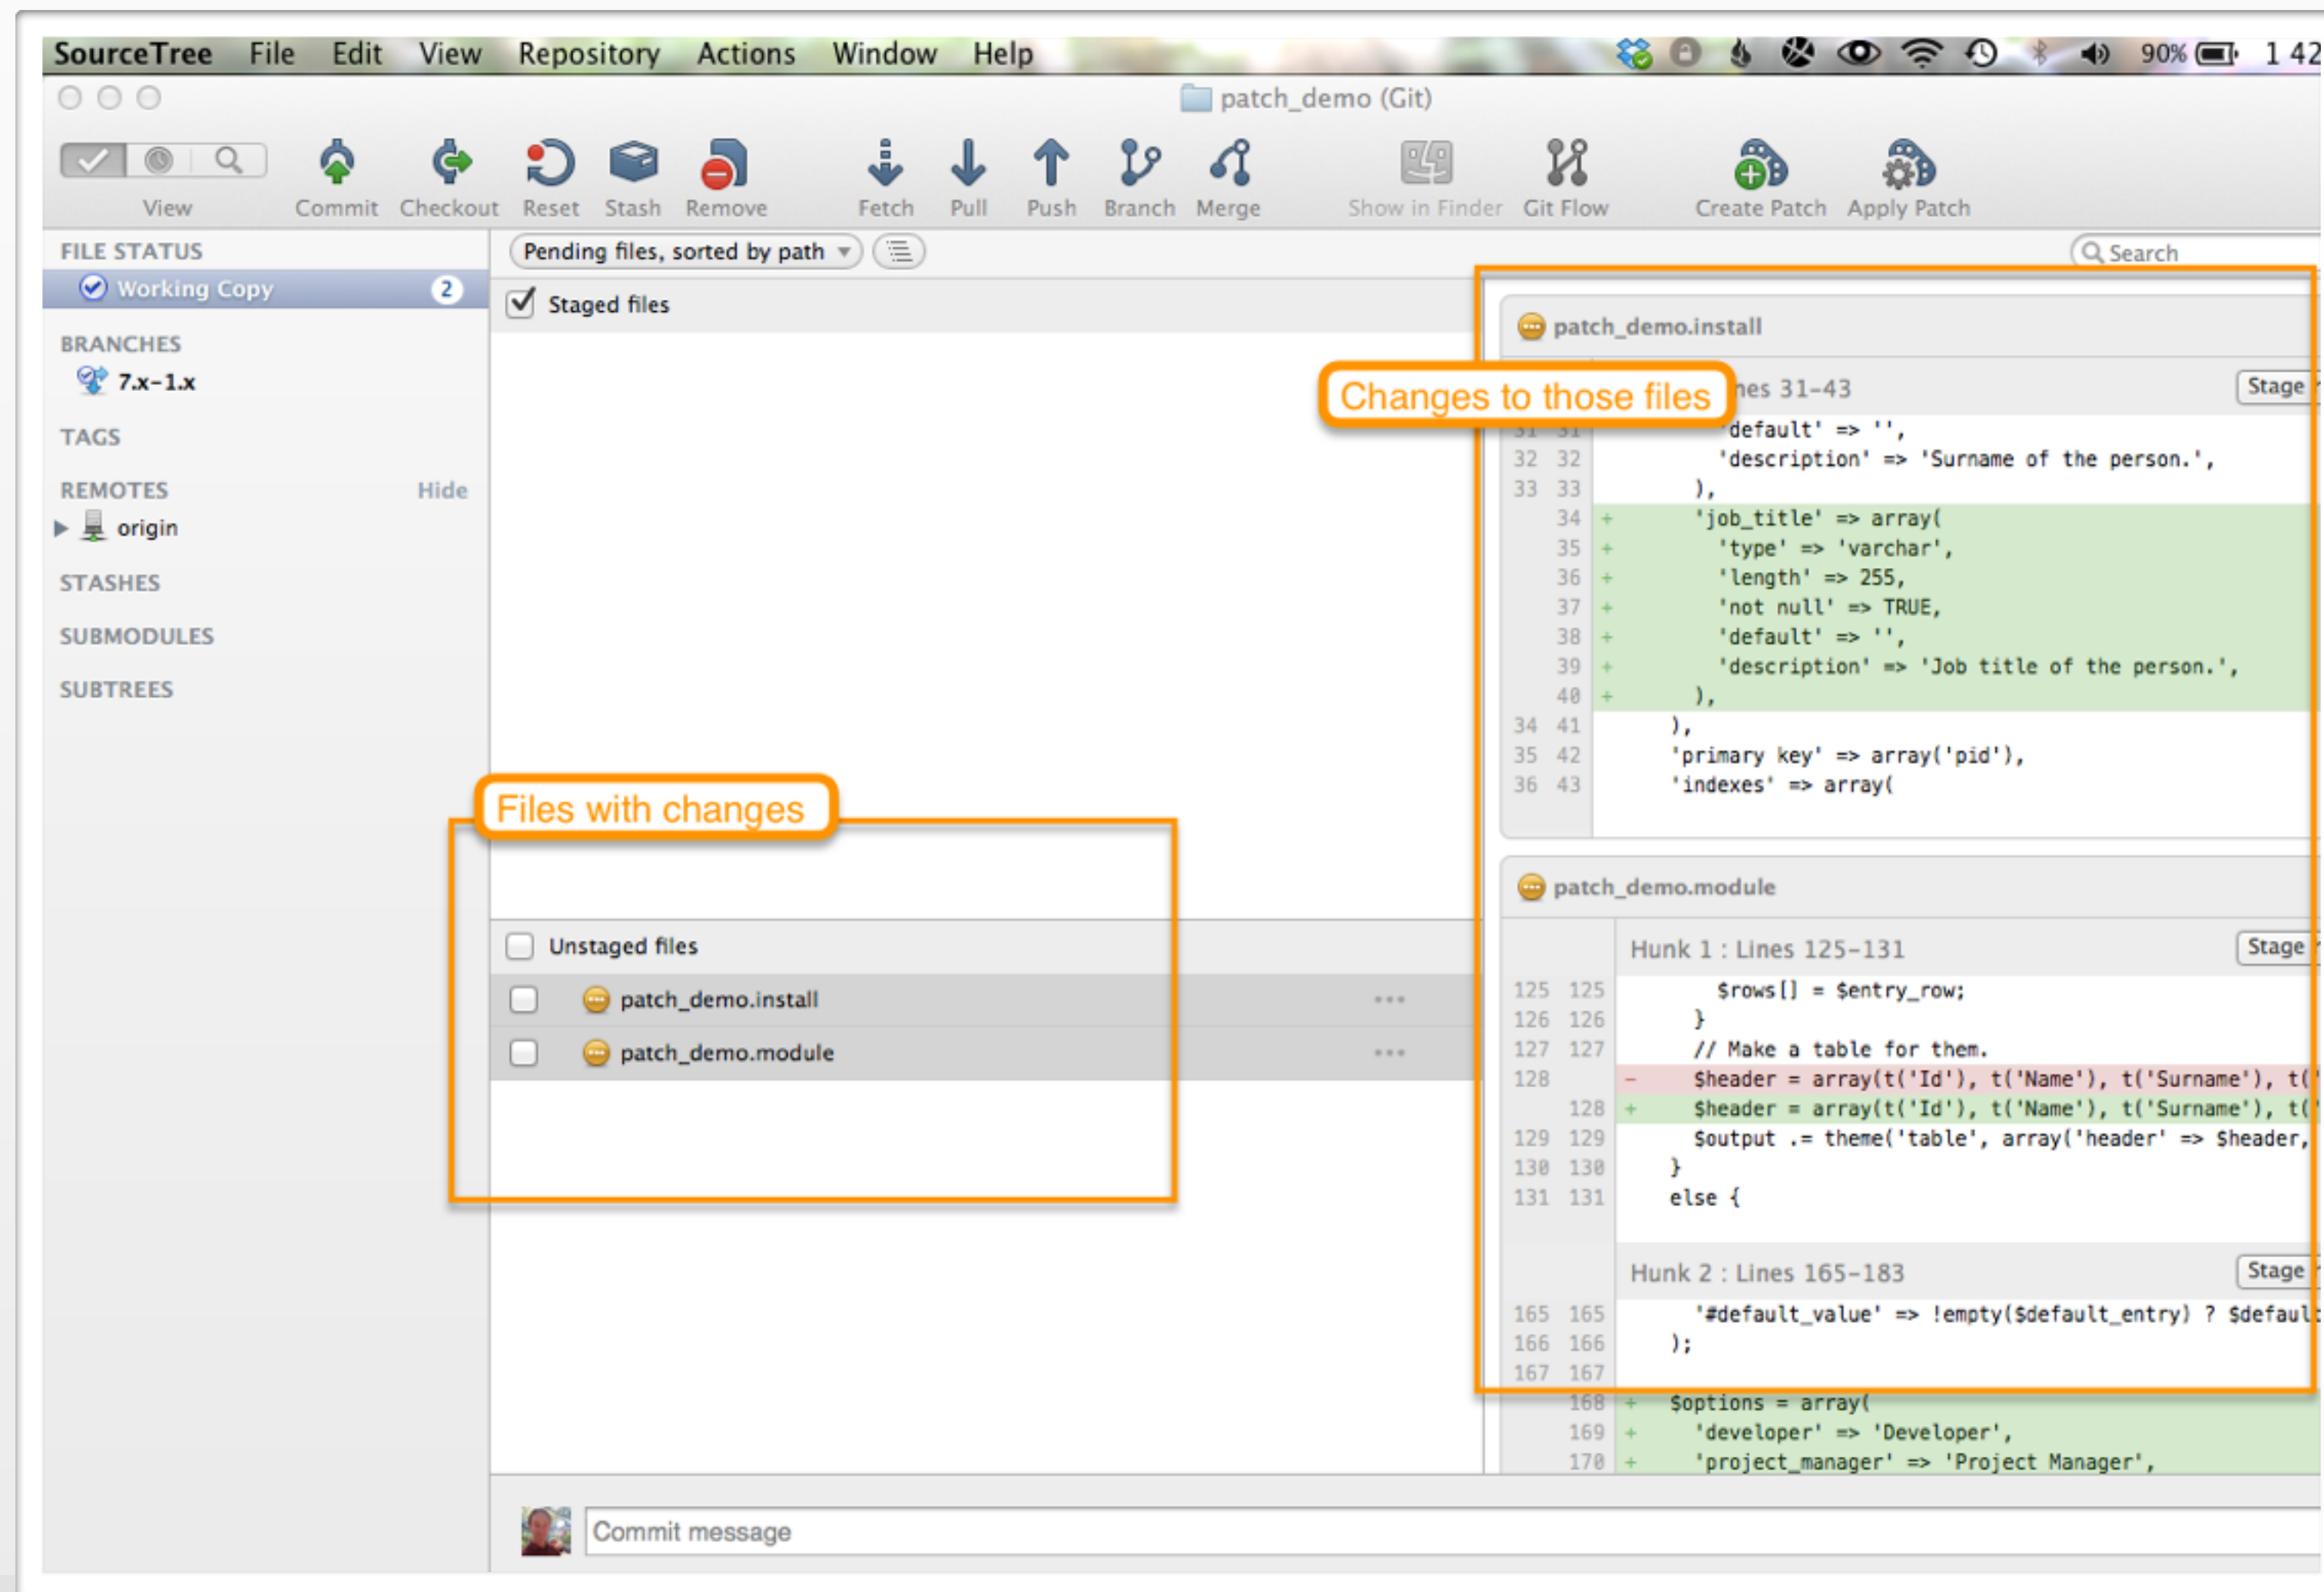 SourceTree File Edit View Repository Actions Window Help 90% 1 42
patch_demo (Git)
View Commit Checkout Reset Stash Remove Fetch Pull Push Branch Merge Show in Finder Git Flow Create Patch Apply Patch
FILE STATUS
Working Copy 2
BRANCHES
7.x-1.x
TAGS
REMOTES Hide
origin
STASHES
SUBMODULES
SUBTREES
Pending files, sorted by path
Search
Staged files
Files with changes
Unstaged files
patch_demo.install
patch_demo.module
Changes to those files
patch_demo.install
nes 31-43 Stage
31 31 'default' => '',
32 32 'description' => 'Surname of the person.',
33 33 ),
34 + 'job_title' => array(
35 + 'type' => 'varchar',
36 + 'length' => 255,
37 + 'not null' => TRUE,
38 + 'default' => '',
39 + 'description' => 'Job title of the person.',
40 + ),
34 41 ),
35 42 'primary key' => array('pid'),
36 43 'indexes' => array(
patch_demo.module
Hunk 1 : Lines 125-131 Stage
125 125 $rows[] = $entry_row;
126 126 }
127 127 // Make a table for them.
128 - $header = array(t('Id'), t('Name'), t('Surname'), t('
128 + $header = array(t('Id'), t('Name'), t('Surname'), t('
129 129 $output .= theme('table', array('header' => $header,
130 130 }
131 131 else {
Hunk 2 : Lines 165-183 Stage
165 165 '#default_value' => !empty($default_entry) ? $default
166 166 );
167 167
168 + $options = array(
169 + 'developer' => 'Developer',
170 + 'project_manager' => 'Project Manager',
Commit message